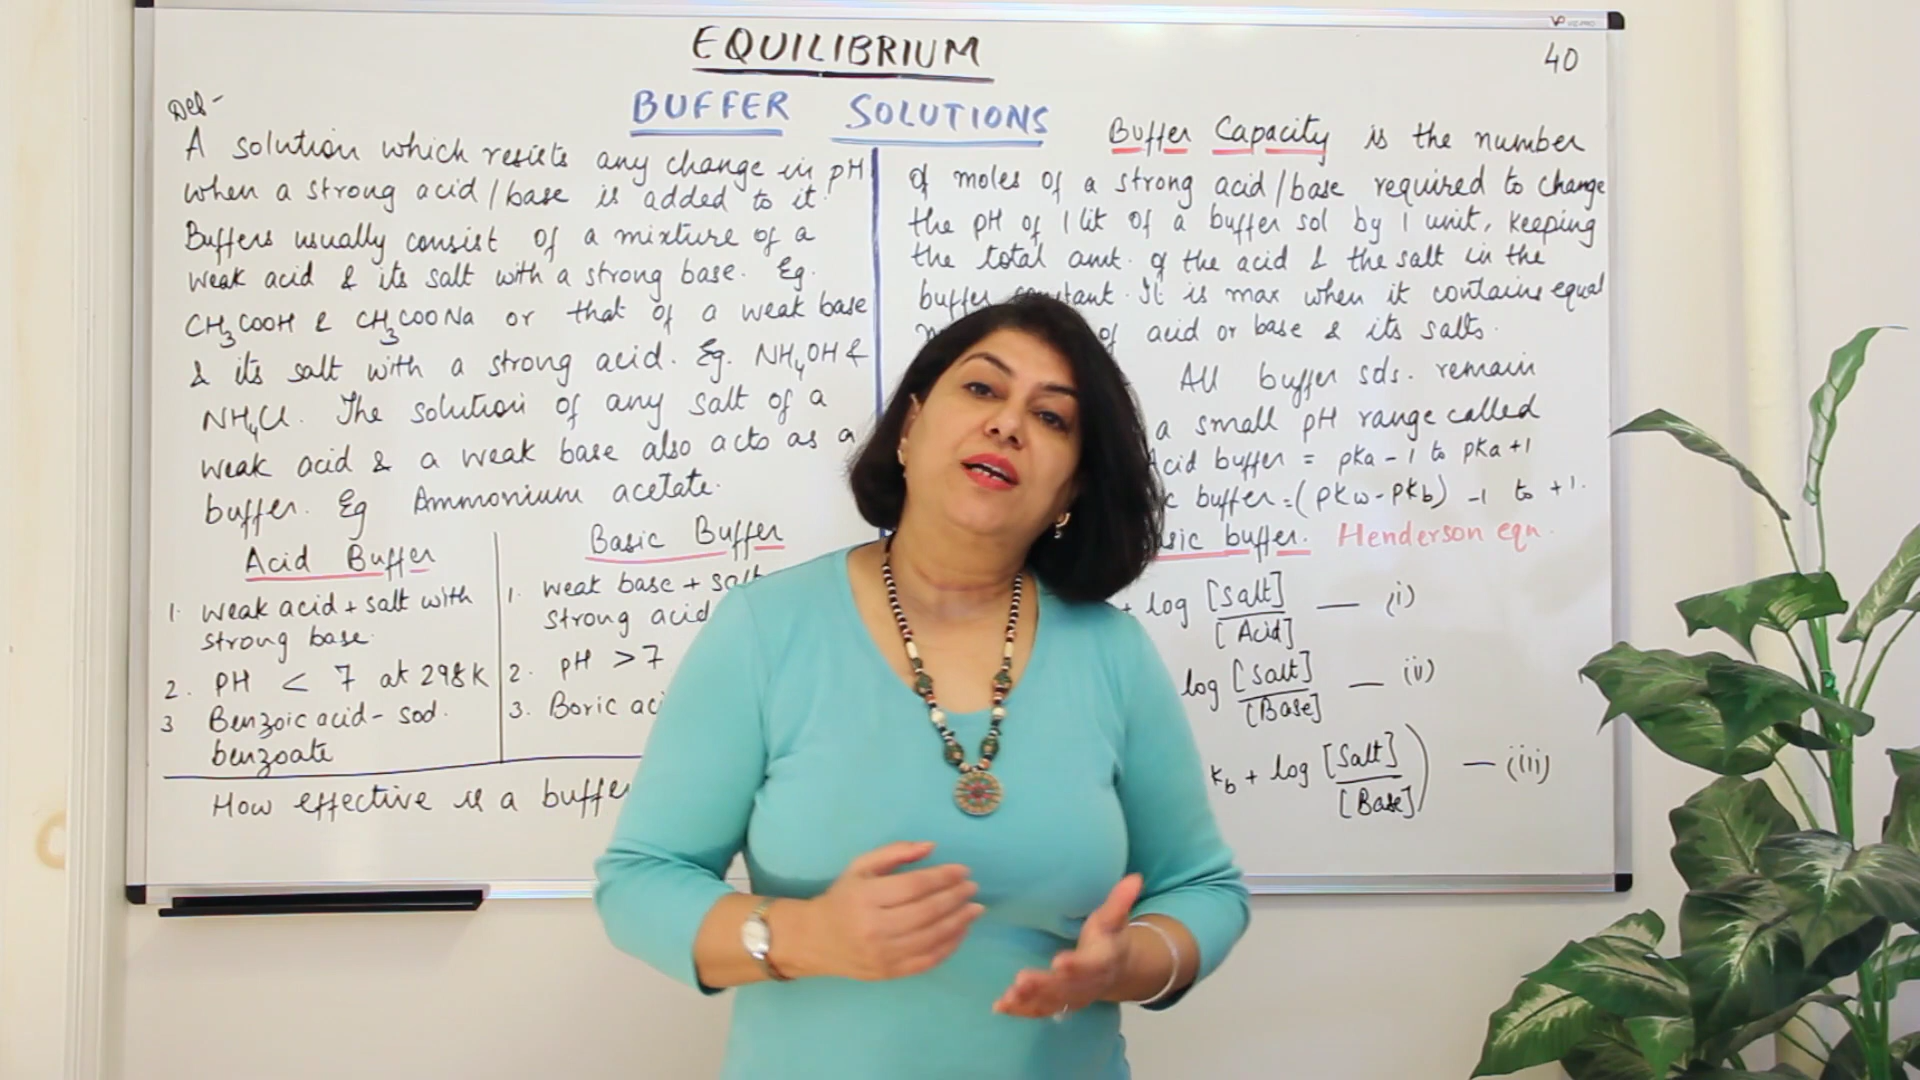 VP VIZ-PRO
EQUILIBRIUM
40
BUFFER SOLUTIONS
Def-
A solution which resists any change in pH
when a strong acid/base is added to it.
Buffers usually consist of a mixture of a
weak acid & its salt with a strong base. Eg.
CH3COOH & CH3COONa or that of a weak base
& its salt with a strong acid. Eg. NH4OH &
NH4Cl. The solution of any salt of a
weak acid & a weak base also acts as a
buffer. Eg Ammonium acetate.
Acid Buffer
1. weak acid + salt with
strong base.
2. PH < 7 at 298K
3 Benzoic acid - sod.
benzoate
Basic Buffer
1. weak base + salt
strong acid
2. pH > 7
3. Boric
How effective is a
Buffer Capacity is the number
of moles of a strong acid/base required to change
the pH of 1 lit of a buffer sol by 1 unit, keeping
the total amt. of the acid & the salt in the
buffer It is max when it contains equal
of acid or base & its salts.
All buffer sols. remain
a small pH range called
Acid buffer = pKa - 1 to pKa + 1
buffer = (pKw - pKb) - 1 to + 1.
buffer. Henderson eqn.
+ log [Salt]/[Acid] — (i)
log [Salt]/[Base] — (ii)
Kb + log [Salt]/[Base]) — (iii)